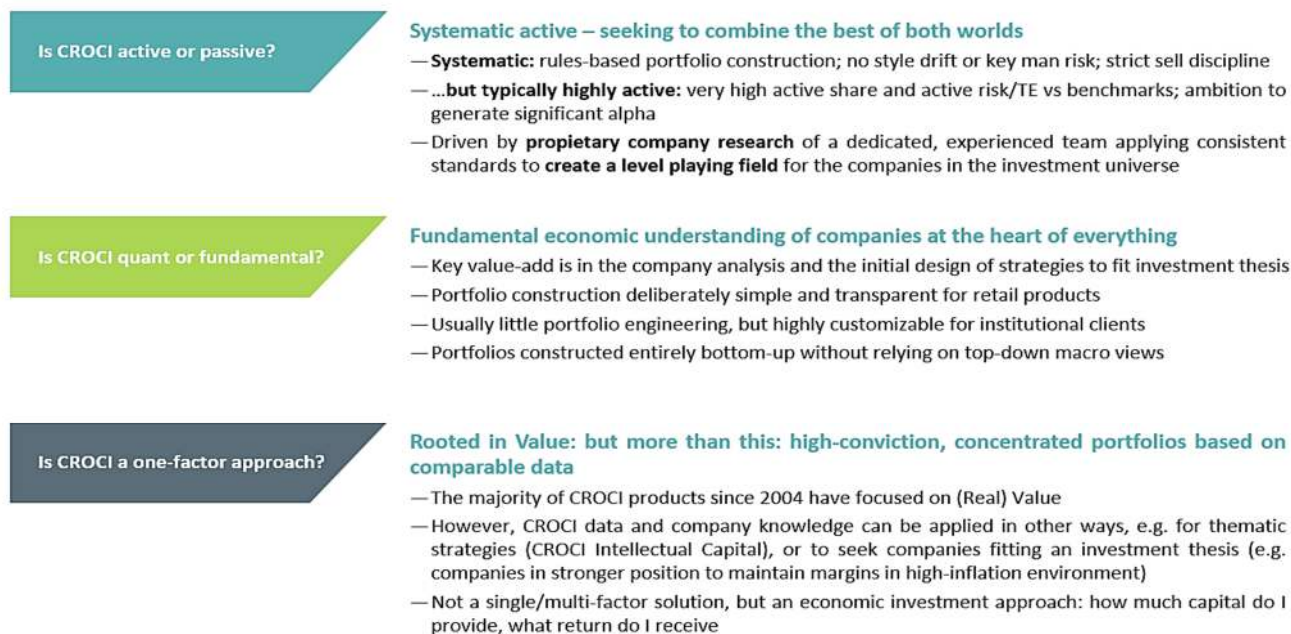 Is CROCI active or passive?
Systematic active – seeking to combine the best of both worlds
—Systematic: rules-based portfolio construction; no style drift or key man risk; strict sell discipline
—...but typically highly active: very high active share and active risk/TE vs benchmarks; ambition to
generate significant alpha
—Driven by propietary company research of a dedicated, experienced team applying consistent
standards to create a level playing field for the companies in the investment universe
Is CROCI quant or fundamental?
Fundamental economic understanding of companies at the heart of everything
—Key value-add is in the company analysis and the initial design of strategies to fit investment thesis
—Portfolio construction deliberately simple and transparent for retail products
—Usually little portfolio engineering, but highly customizable for institutional clients
—Portfolios constructed entirely bottom-up without relying on top-down macro views
Is CROCI a one-factor approach?
Rooted in Value: but more than this: high-conviction, concentrated portfolios based on
comparable data
—The majority of CROCI products since 2004 have focused on (Real) Value
—However, CROCI data and company knowledge can be applied in other ways, e.g. for thematic
strategies (CROCI Intellectual Capital), or to seek companies fitting an investment thesis (e.g.
companies in stronger position to maintain margins in high-inflation environment)
—Not a single/multi-factor solution, but an economic investment approach: how much capital do I
provide, what return do I receive